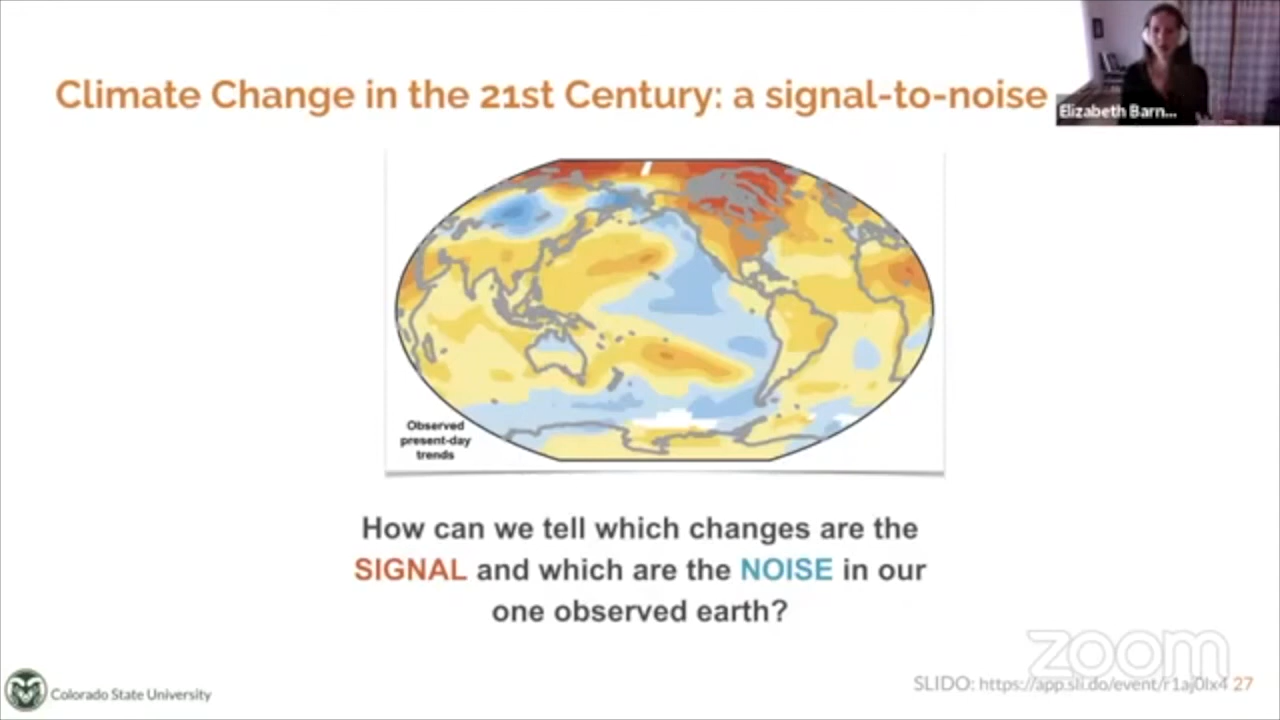 Climate Change in the 21st Century: a signal-to-noise
Elizabeth Barn...
Observed
present-day
trends
How can we tell which changes are the
SIGNAL and which are the NOISE in our
one observed earth?
zoom
Colorado State University
SLIDO: https://app.sli.do/event/r1aj0lx4 27